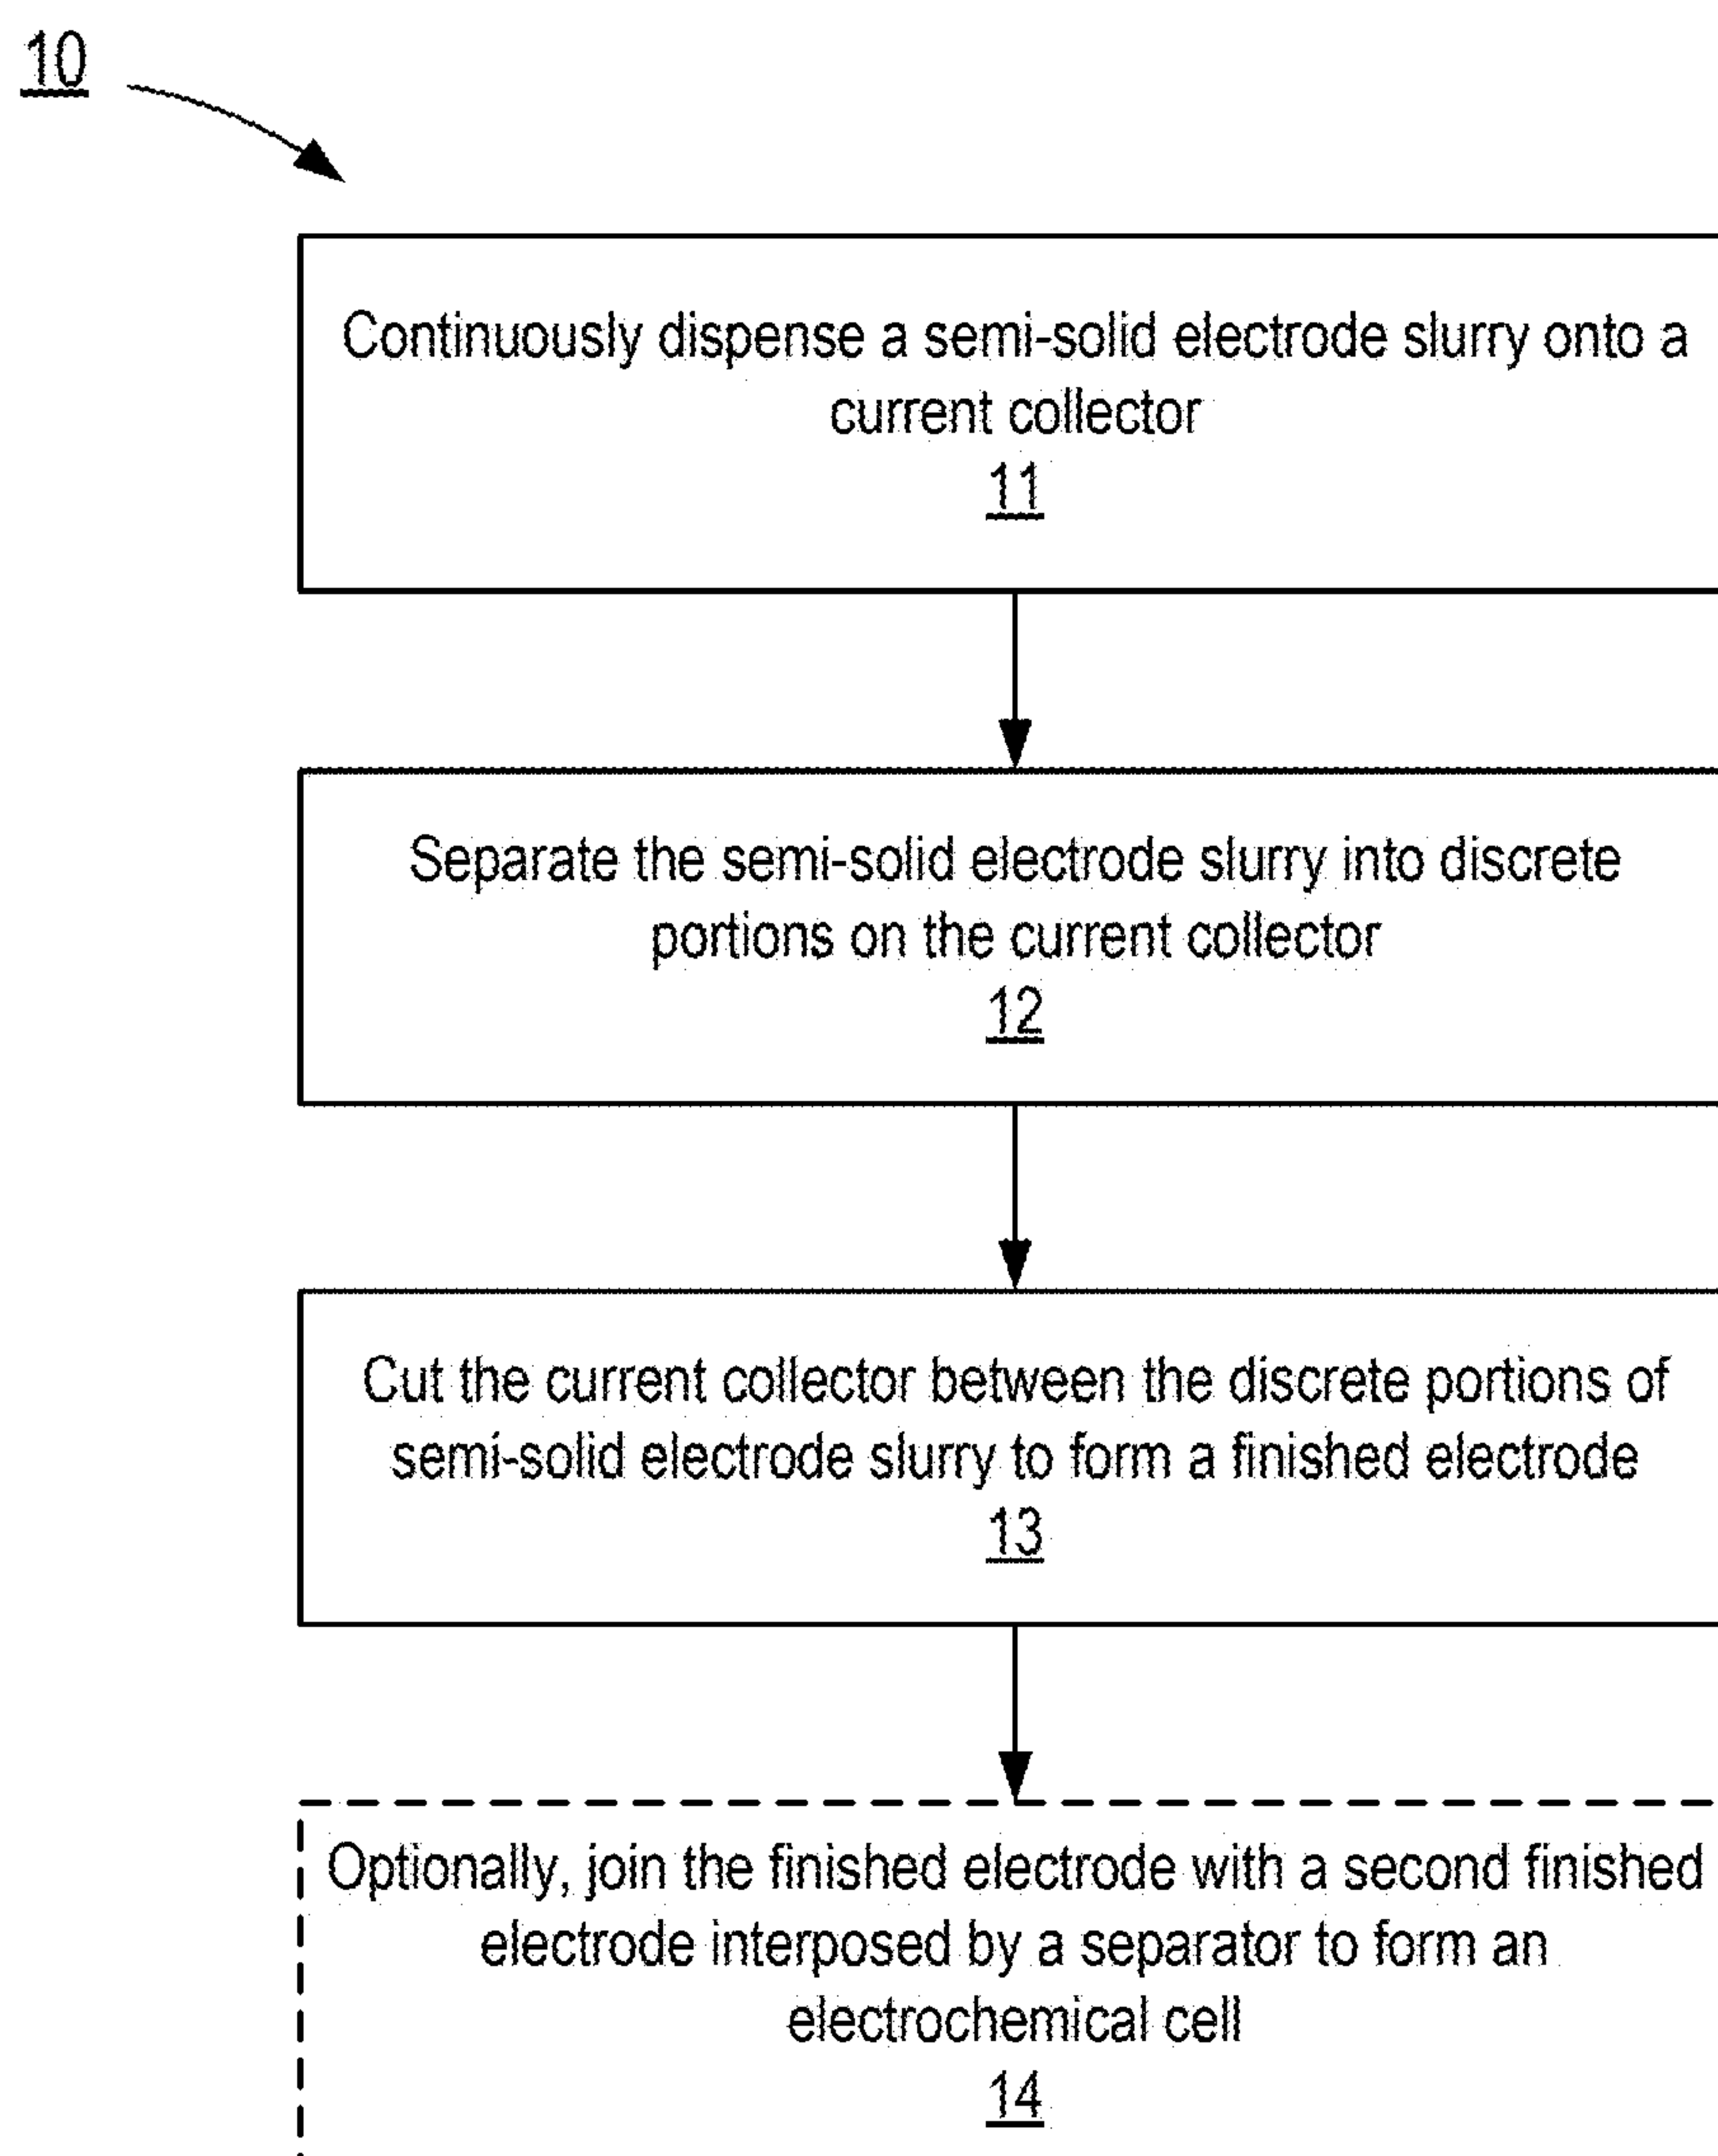 10
Continuously dispense a semi-solid electrode slurry onto a
current collector
11
Separate the semi-solid electrode slurry into discrete
portions on the current collector
12
Cut the current collector between the discrete portions of
semi-solid electrode slurry to form a finished electrode
13
Optionally, join the finished electrode with a second finished
electrode interposed by a separator to form an
electrochemical cell
14